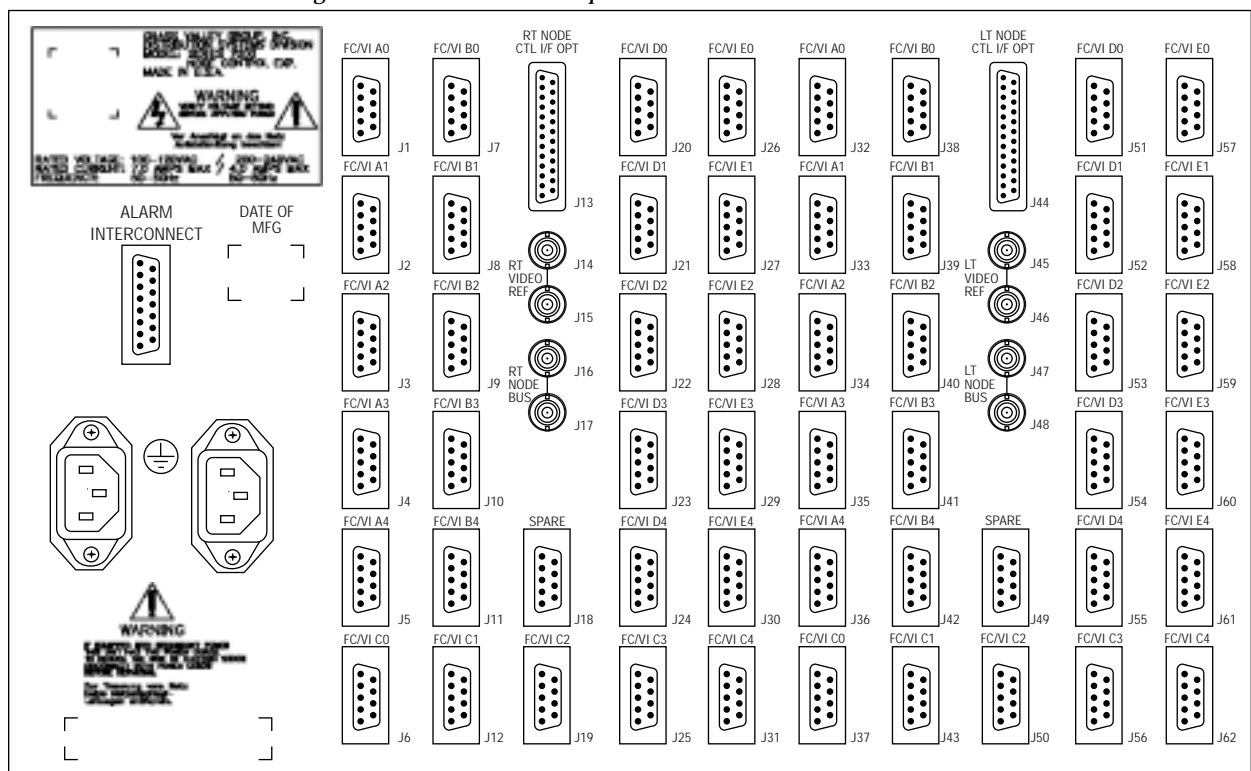 MADE IN U.S.A.
WARNING
RATED VOLTAGE: 100-120VAC 200-240VAC
ALARM
INTERCONNECT
DATE OF
MFG
WARNING
FC/VI A0
J1
FC/VI A1
J2
FC/VI A2
J3
FC/VI A3
J4
FC/VI A4
J5
FC/VI C0
J6
FC/VI B0
J7
FC/VI B1
J8
FC/VI B2
J9
FC/VI B3
J10
FC/VI B4
J11
FC/VI C1
J12
RT NODE
CTL I/F OPT
J13
RT
VIDEO
REF
J14
J15
RT
NODE
BUS
J16
J17
SPARE
J18
FC/VI C2
J19
FC/VI D0
J20
FC/VI D1
J21
FC/VI D2
J22
FC/VI D3
J23
FC/VI D4
J24
FC/VI C3
J25
FC/VI E0
J26
FC/VI E1
J27
FC/VI E2
J28
FC/VI E3
J29
FC/VI E4
J30
FC/VI C4
J31
FC/VI A0
J32
FC/VI A1
J33
FC/VI A2
J34
FC/VI A3
J35
FC/VI A4
J36
FC/VI C0
J37
FC/VI B0
J38
FC/VI B1
J39
FC/VI B2
J40
FC/VI B3
J41
FC/VI B4
J42
FC/VI C1
J43
LT NODE
CTL I/F OPT
J44
LT
VIDEO
REF
J45
J46
LT
NODE
BUS
J47
J48
SPARE
J49
FC/VI C2
J50
FC/VI D0
J51
FC/VI D1
J52
FC/VI D2
J53
FC/VI D3
J54
FC/VI D4
J55
FC/VI C3
J56
FC/VI E0
J57
FC/VI E1
J58
FC/VI E2
J59
FC/VI E3
J60
FC/VI E4
J61
FC/VI C4
J62